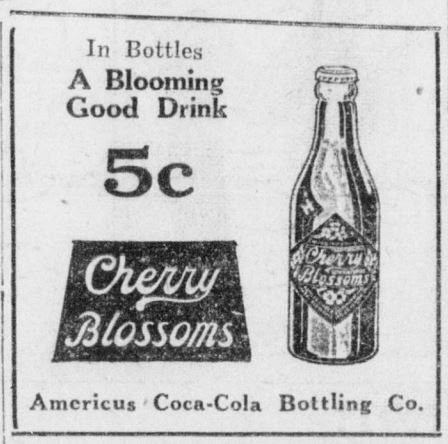 In Bottles
A Blooming
Good Drink
5c
Cherry
Blossoms
Cherry
Blossoms
Americus Coca-Cola Bottling Co.